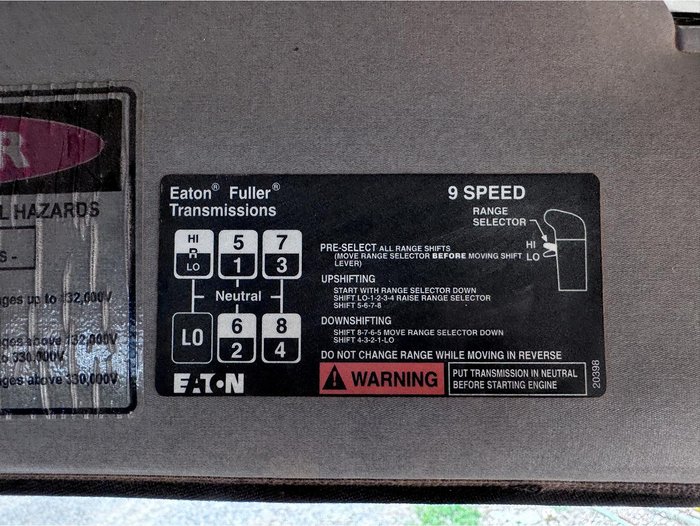 R
L HAZARDS
S -
ges up to 432,000V
ges above 432,000V
to 330,000V
ges above 330,000V
Eaton® Fuller®
Transmissions
9 SPEED
RANGE
SELECTOR
HI
LO
HI 5 7
R
LO 1 3
Neutral
LO 6 8
2 4
PRE-SELECT ALL RANGE SHIFTS
(MOVE RANGE SELECTOR BEFORE MOVING SHIFT
LEVER)
UPSHIFTING
START WITH RANGE SELECTOR DOWN
SHIFT LO-1-2-3-4 RAISE RANGE SELECTOR
SHIFT 5-6-7-8
DOWNSHIFTING
SHIFT 8-7-6-5 MOVE RANGE SELECTOR DOWN
SHIFT 4-3-2-1-LO
DO NOT CHANGE RANGE WHILE MOVING IN REVERSE
EATON
! WARNING
PUT TRANSMISSION IN NEUTRAL
BEFORE STARTING ENGINE
20398